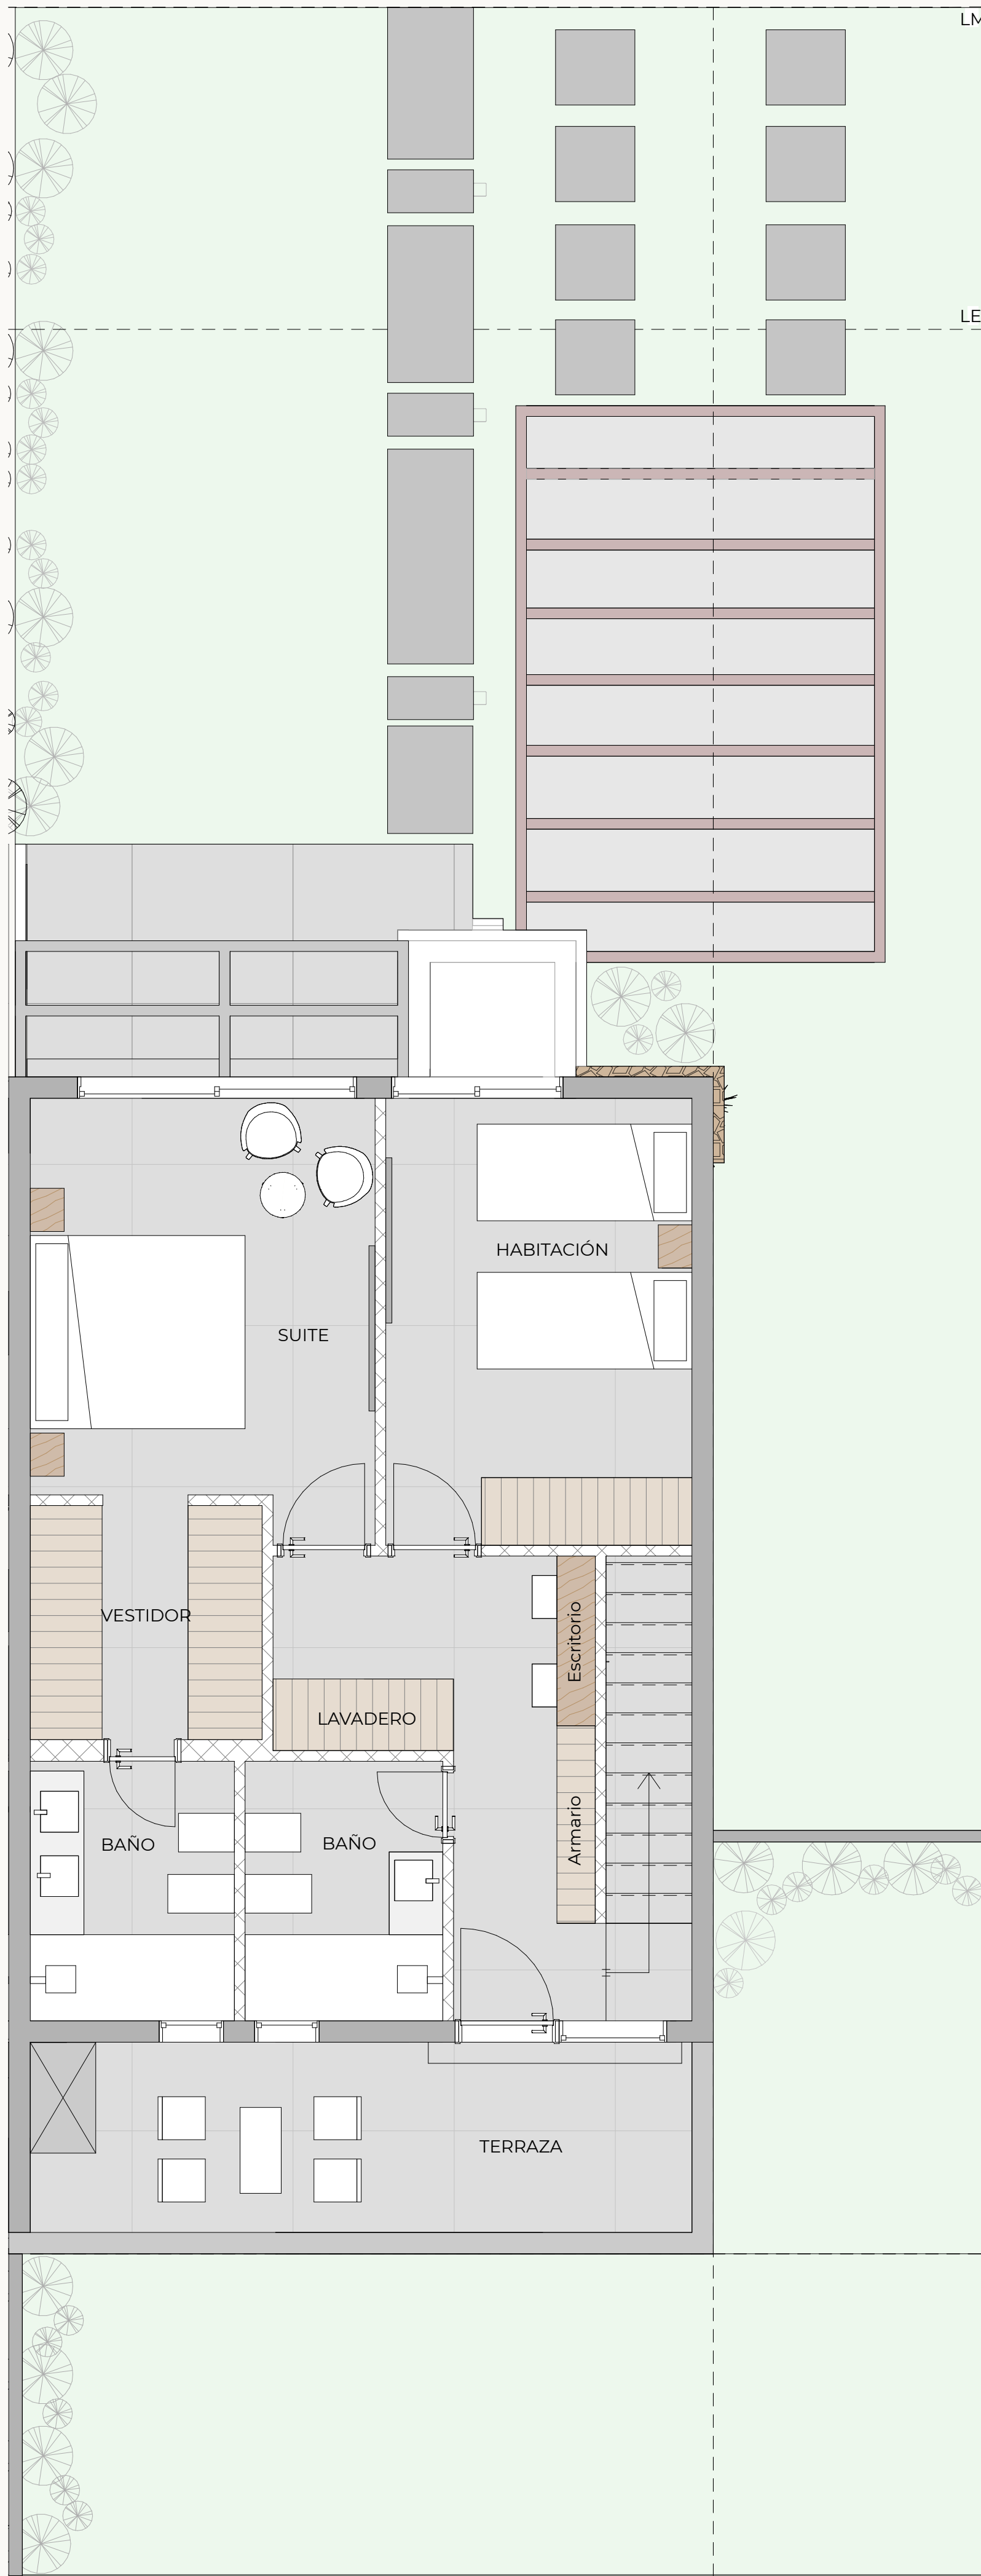 LM
LE
HABITACIÓN
SUITE
VESTIDOR
Escritorio
LAVADERO
Armario
BAÑO
BAÑO
TERRAZA